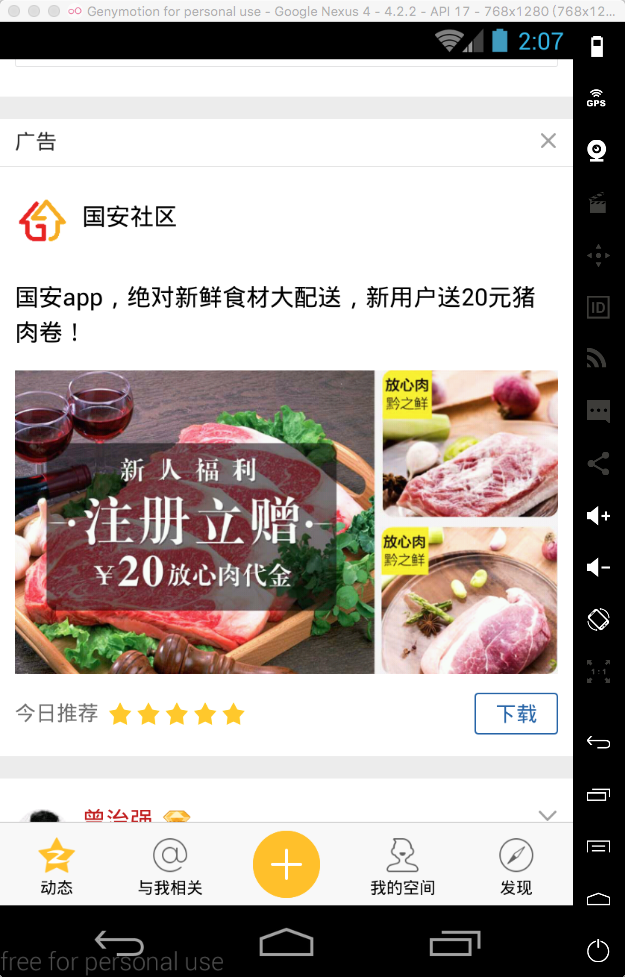 Genymotion for personal use - Google Nexus 4 - 4.2.2 - API 17 - 768x1280 (768x12...
2:07
广告
GPS
国安社区
国安app，绝对新鲜食材大配送，新用户送20元猪
肉卷！
ID
放心肉
黔之鲜
新人福利
注册立赠
￥20放心肉代金
放心肉
黔之鲜
1:1
今日推荐
下载
曾治强
动态
与我相关
我的空间
发现
free for personal use